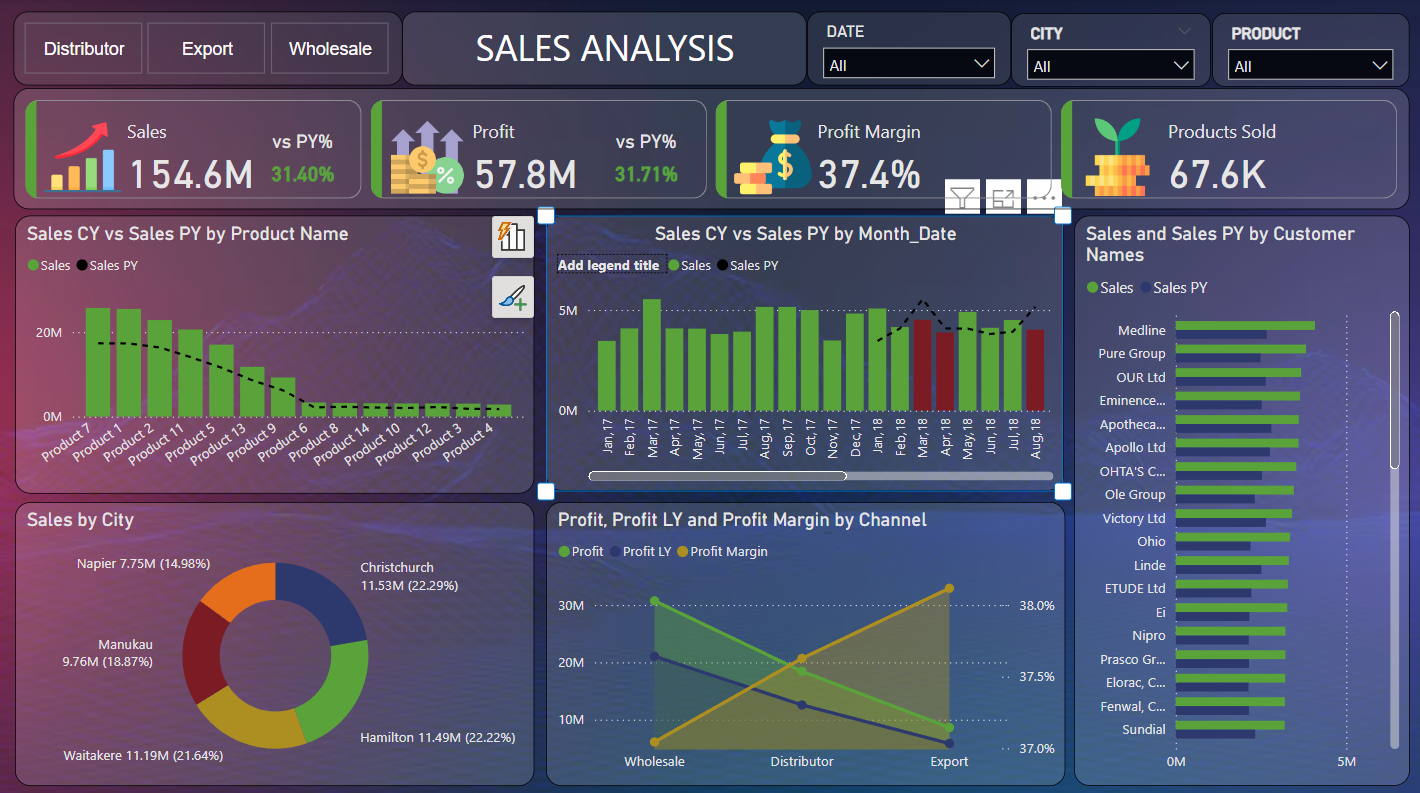 Distributor
Export
Wholesale
SALES ANALYSIS
DATE
All
CITY
All
PRODUCT
All
Sales
154.6M
vs PY%
31.40%
Profit
57.8M
vs PY%
31.71%
Profit Margin
37.4%
Products Sold
67.6K
Sales CY vs Sales PY by Product Name
Sales
Sales PY
20M
0M
Product 7
Product 1
Product 2
Product 11
Product 5
Product 13
Product 9
Product 6
Product 8
Product 14
Product 10
Product 12
Product 3
Product 4
Sales CY vs Sales PY by Month_Date
Add legend title
Sales
Sales PY
5M
0M
Jan,17
Feb,17
Mar,17
Apr,17
May,17
Jun,17
Jul,17
Aug,17
Sep,17
Oct,17
Nov,17
Dec,17
Jan,18
Feb,18
Mar,18
Apr,18
May,18
Jun,18
Jul,18
Aug,18
Sales and Sales PY by Customer
Names
Sales
Sales PY
Medline
Pure Group
OUR Ltd
Eminence...
Apotheca...
Apollo Ltd
OHTA'S C...
Ole Group
Victory Ltd
Ohio
Linde
ETUDE Ltd
Ei
Nipro
Prasco Gr...
Elorac, C...
Fenwal, C...
Sundial
0M
5M
Sales by City
Napier 7.75M (14.98%)
Christchurch
11.53M (22.29%)
Manukau
9.76M (18.87%)
Hamilton 11.49M (22.22%)
Waitakere 11.19M (21.64%)
Profit, Profit LY and Profit Margin by Channel
Profit
Profit LY
Profit Margin
30M
20M
10M
38.0%
37.5%
37.0%
Wholesale
Distributor
Export